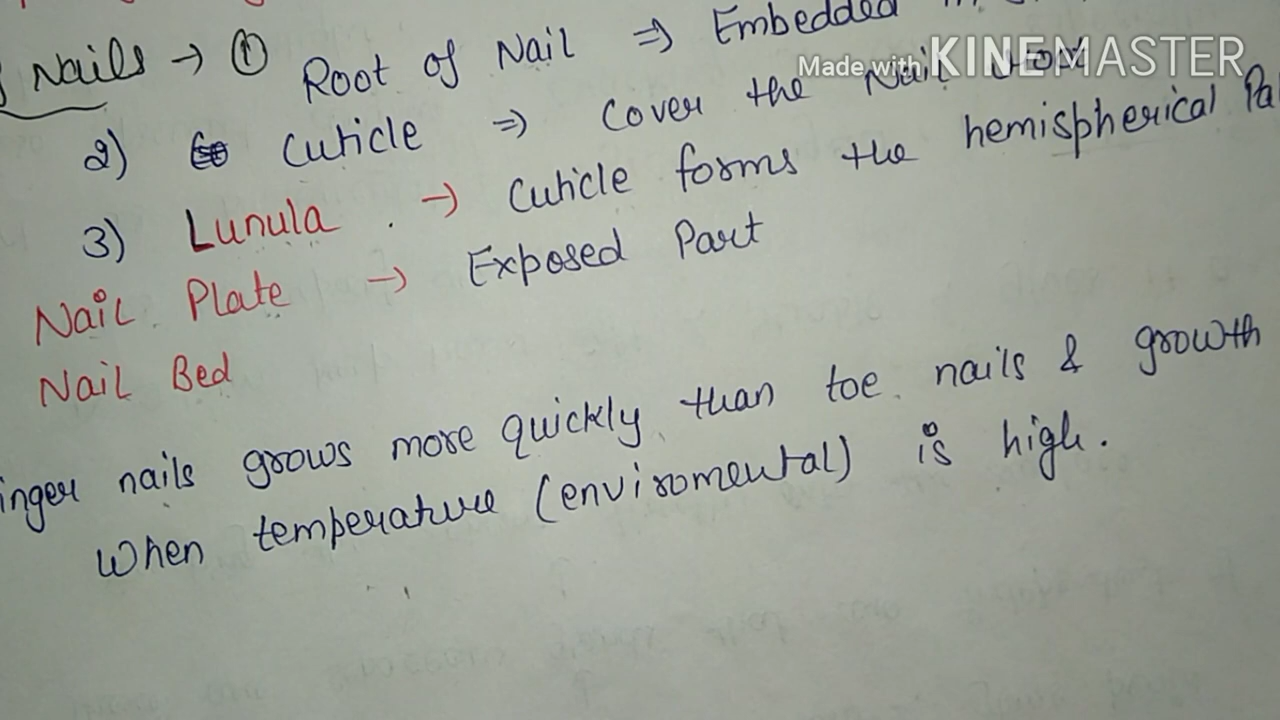 Nails → ① Root of Nail ⇒ Embedded
Made with KINEMASTER
2) Cuticle ⇒ Cover the Nail
3) Lunula . → Cuticle forms the hemispherical
Nail Plate → Exposed Part
Nail Bed
nails grows more quickly than toe nails & growth
when temperature (enviromental) is high.